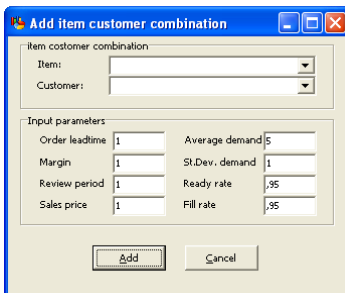 Add item customer combination
item costomer combination
Item:
Customer:
Input parameters
Order leadtime 1 Average demand 5
Margin 1 St.Dev. demand 1
Review period 1 Ready rate ,95
Sales price 1 Fill rate ,95
Add Cancel